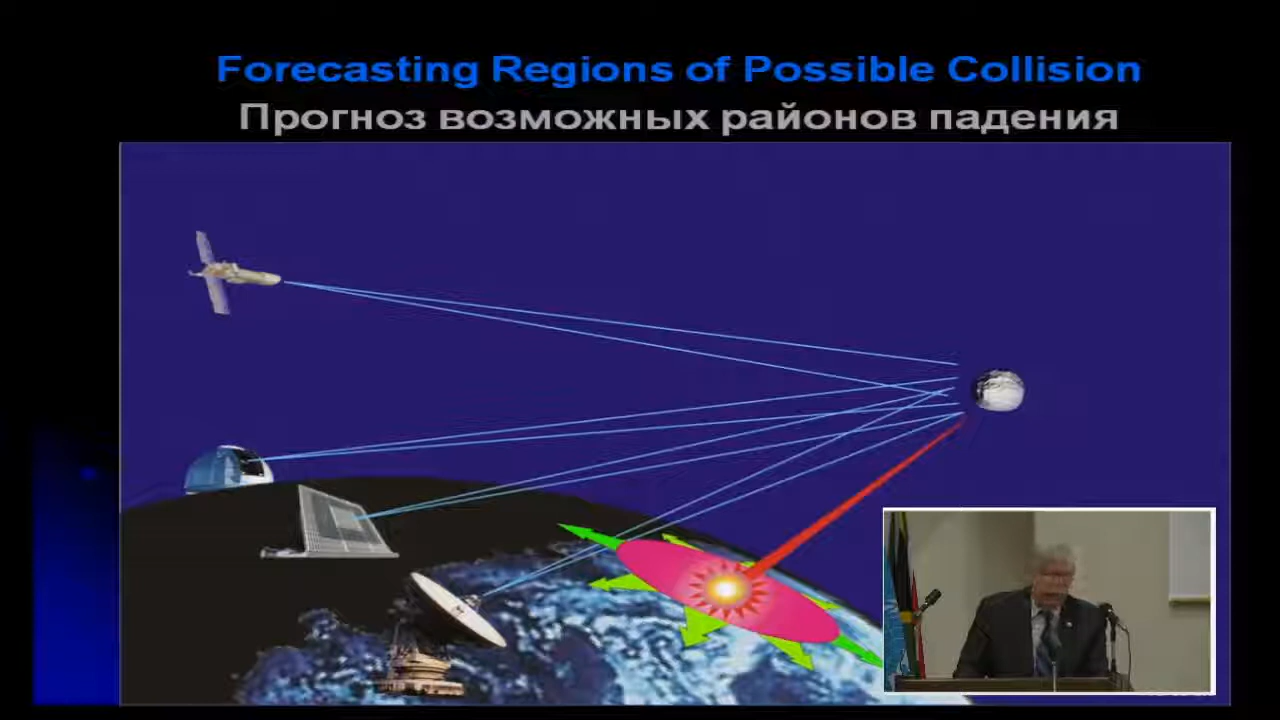 Forecasting Regions of Possible Collision
Прогноз возможных районов падения